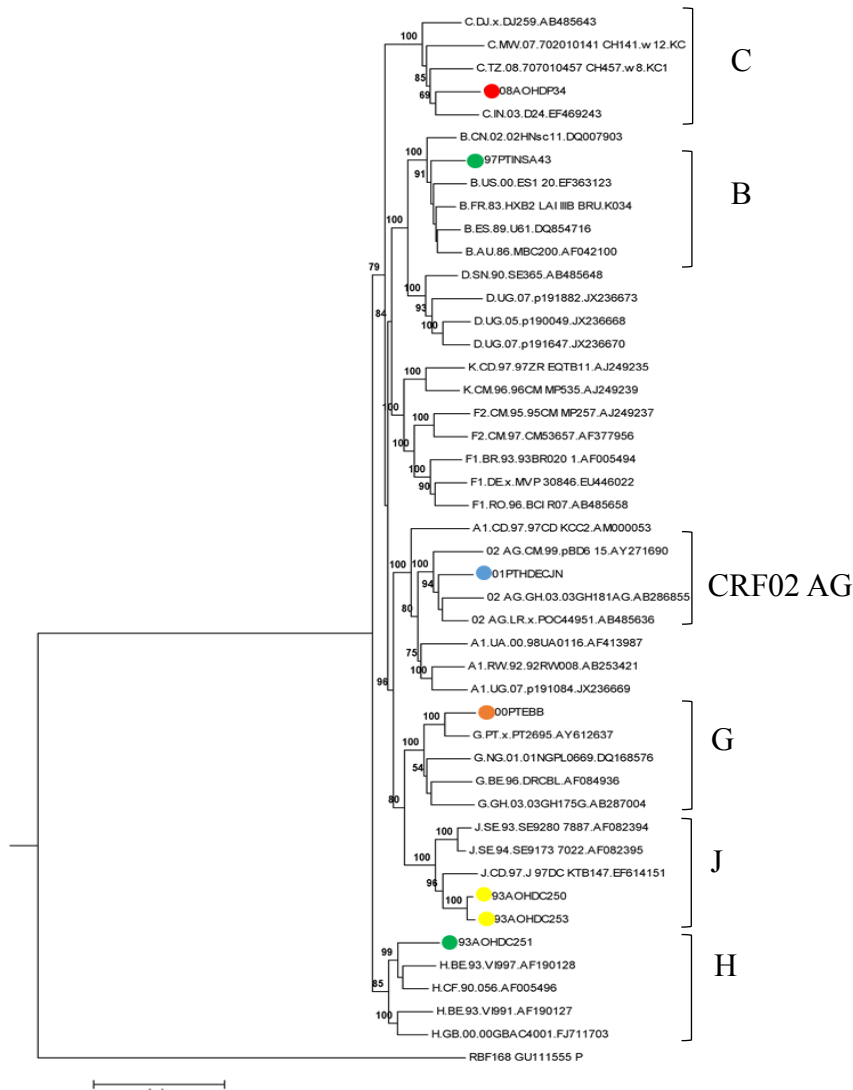 C.DJ.x.DJ259.AB485643
100
C.MW.07.702010141 CH141.w12.KC
C
C.TZ.08.707010457 CH457.w8.KC1
85
08AOHDP34
69
C.IN.03.D24.EF469243
B.CN.02.02HNsc11.DQ007903
100
97PTINSA43
91
B.US.00.ES1 20.EF363123
B
B.FR.83.HXB2 LAI IIIB BRU.K034
100
B.ES.89.U61.DQ854716
B.AU.86.MBC200.AF042100
79
D.SN.90.SE365.AB485648
100
D.UG.07.p191882.JX236673
93
84
D.UG.05.p190049.JX236668
100
D.UG.07.p191647.JX236670
K.CD.97.97ZR EQTB11.AJ249235
100
K.CM.96.96CM MP535.AJ249239
100
F2.CM.95.95CM MP257.AJ249237
100
F2.CM.97.CM53657.AF377956
100
F1.BR.93.93BR020 1.AF005494
100
F1.DE.x.MVP 30846.EU446022
90
F1.RO.96.BCI R07.AB485658
A1.CD.97.97CD KCC2.AM000053
02 AG.CM.99.pBD6 15.AY271690
100
100
100
01PTHDECJN
94
CRF02 AG
02 AG.GH.03.03GH181AG.AB286855
80
02 AG.LR.x.POC44951.AB485636
A1.UA.00.98UA0116.AF413987
75
A1.RW.92.92RW008.AB253421
100
96
A1.UG.07.p191084.JX236669
00PTEBB
100
G.PT.x.PT2695.AY612637
G
100
G.NG.01.01NGPL0669.DQ168576
54
G.BE.96.DRCBL.AF084936
80
G.GH.03.03GH175G.AB287004
J.SE.93.SE9280 7887.AF082394
100
J.SE.94.SE9173 7022.AF082395
100
J
J.CD.97.J 97DC KTB147.EF614151
96
93AOHDC250
100
93AOHDC253
93AOHDC251
99
H.BE.93.VI997.AF190128
H
85
H.CF.90.056.AF005496
H.BE.93.VI991.AF190127
100
H.GB.00.00GBAC4001.FJ711703
RBF168 GU111555 P